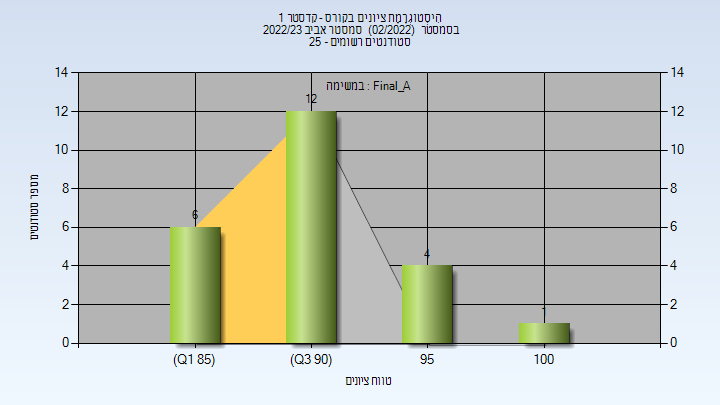 היסטוגרמת ציונים בקורס - קדסטר 1
בסמסטר (02/2022) סמסטר אביב 2022/23
סטודנטים רשומים - 25
במשימה : Final_A
14 14
12 12
10 10
8 8
6 6
4 4
2 2
0 0
6
12
4
1
מספר סטודנטים
(Q1 85) (Q3 90) 95 100
טווח ציונים